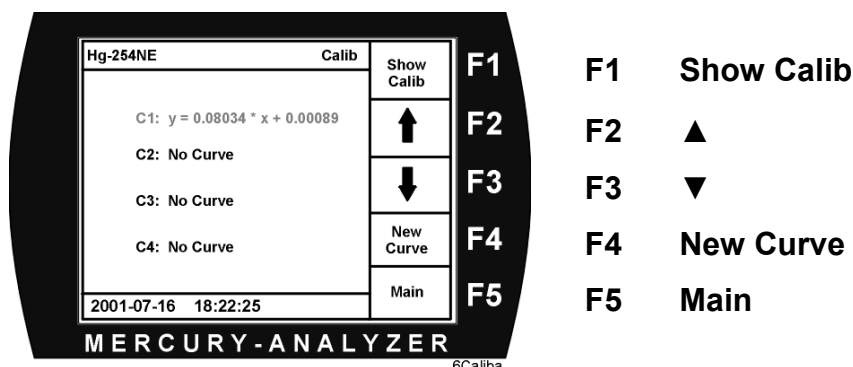 Hg-254NE Calib
Show Calib
F1
C1: y = 0.08034 * x + 0.00089
F2
C2: No Curve
C3: No Curve
F3
C4: No Curve
New Curve
F4
2001-07-16 18:22:25
Main
F5
MERCURY-ANALYZER
6Caliba
F1 Show Calib
F2 ▲
F3 ▼
F4 New Curve
F5 Main